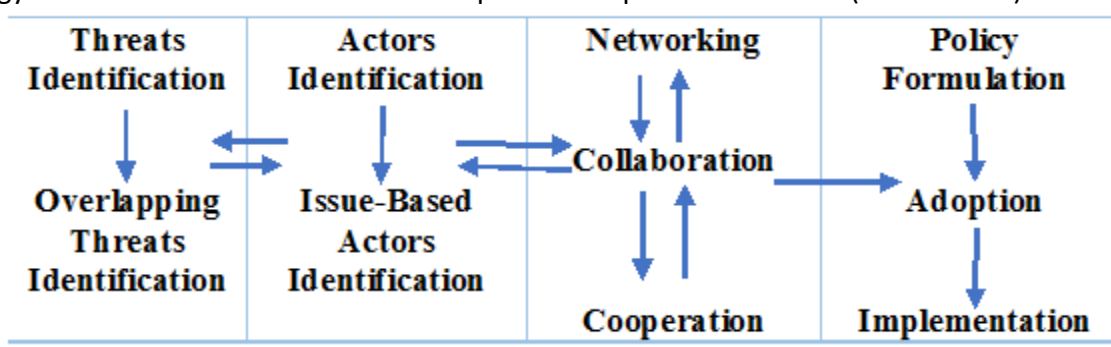 Threats
Identification
Overlapping
Threats
Identification
Actors
Identification
Issue-Based
Actors
Identification
Networking
Collaboration
Cooperation
Policy
Formulation
Adoption
Implementation